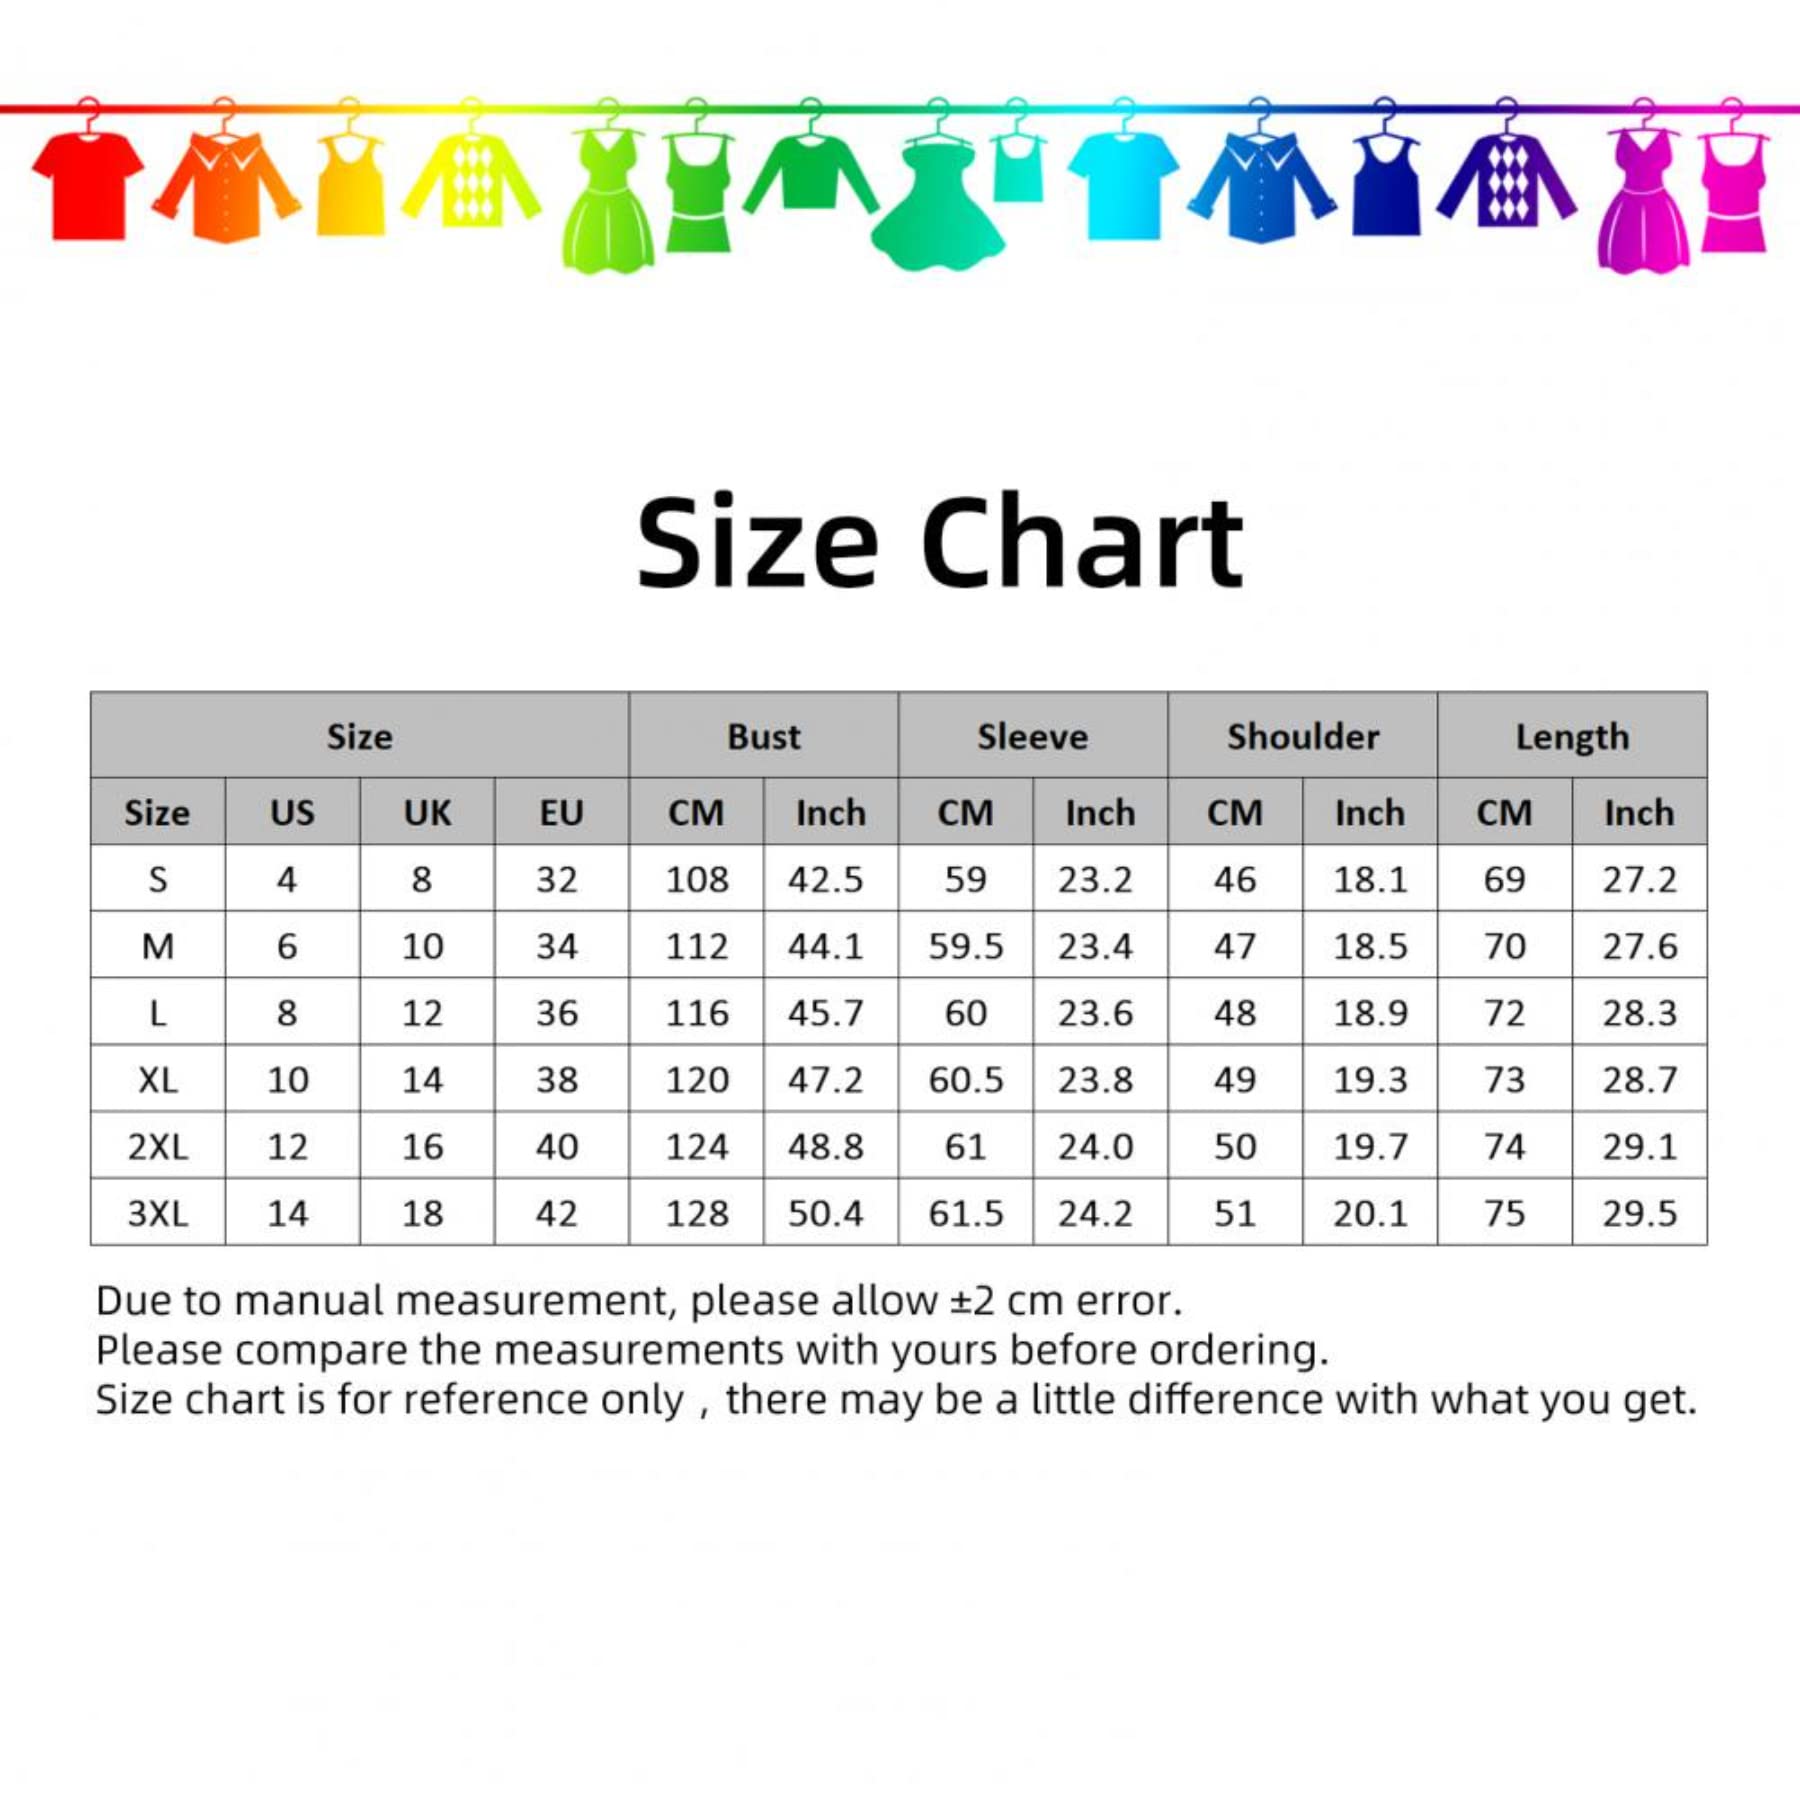 Size Chart
Size Bust Sleeve Shoulder Length
Size US UK EU CM Inch CM Inch CM Inch CM Inch
S 4 8 32 108 42.5 59 23.2 46 18.1 69 27.2
M 6 10 34 112 44.1 59.5 23.4 47 18.5 70 27.6
L 8 12 36 116 45.7 60 23.6 48 18.9 72 28.3
XL 10 14 38 120 47.2 60.5 23.8 49 19.3 73 28.7
2XL 12 16 40 124 48.8 61 24.0 50 19.7 74 29.1
3XL 14 18 42 128 50.4 61.5 24.2 51 20.1 75 29.5
Due to manual measurement, please allow ±2 cm error.
Please compare the measurements with yours before ordering.
Size chart is for reference only , there may be a little difference with what you get.